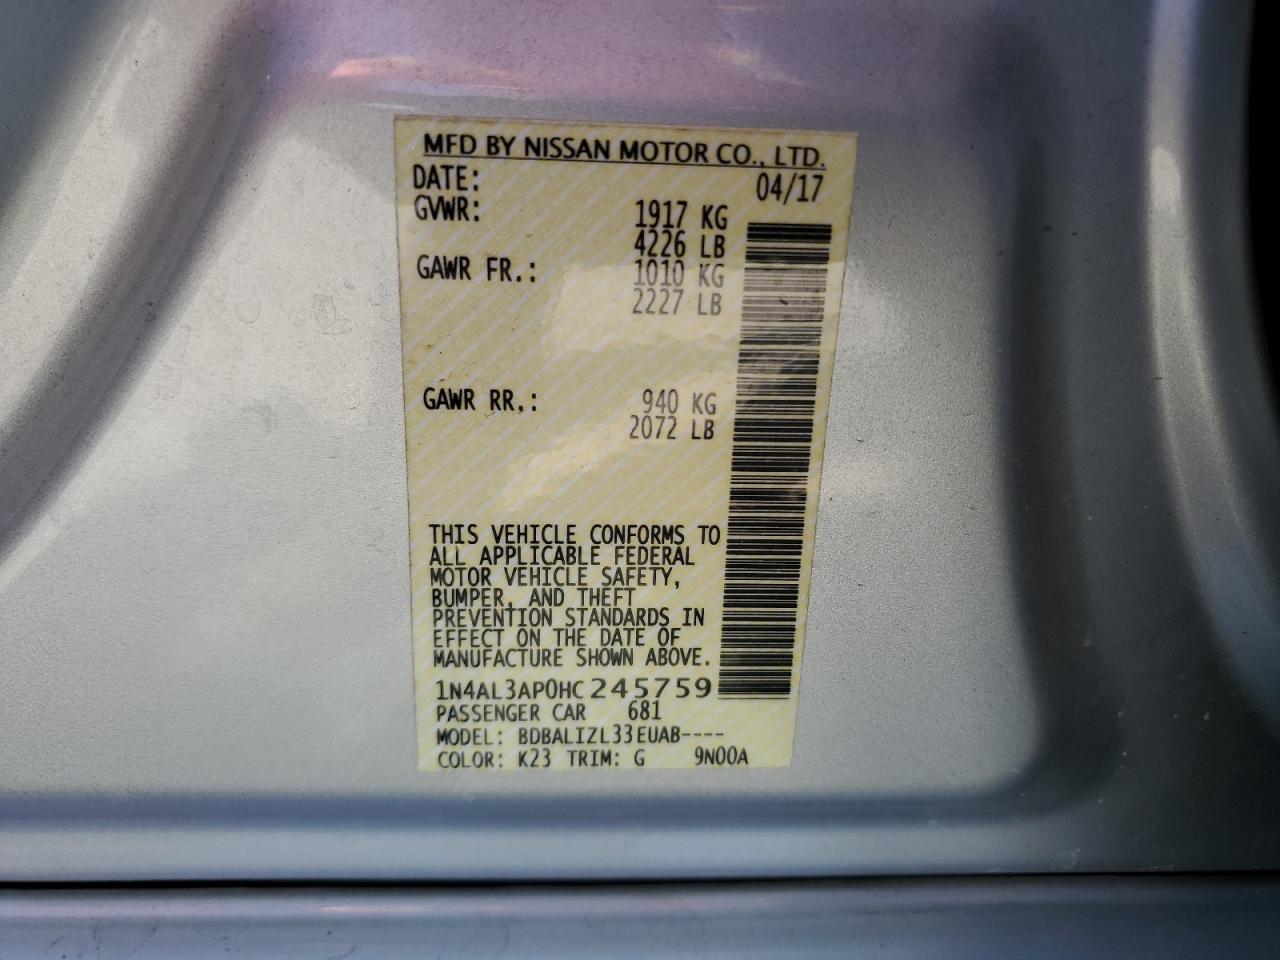 MFD BY NISSAN MOTOR CO., LTD.
DATE: 04/17
GVWR: 1917 KG
4226 LB
GAWR FR.: 1010 KG
2227 LB
GAWR RR.: 940 KG
2072 LB
THIS VEHICLE CONFORMS TO
ALL APPLICABLE FEDERAL
MOTOR VEHICLE SAFETY,
BUMPER, AND THEFT
PREVENTION STANDARDS IN
EFFECT ON THE DATE OF
MANUFACTURE SHOWN ABOVE.
1N4AL3AP0HC245759
PASSENGER CAR 681
MODEL: BDBALIZL33EUAB----
COLOR: K23 TRIM: G 9N00A